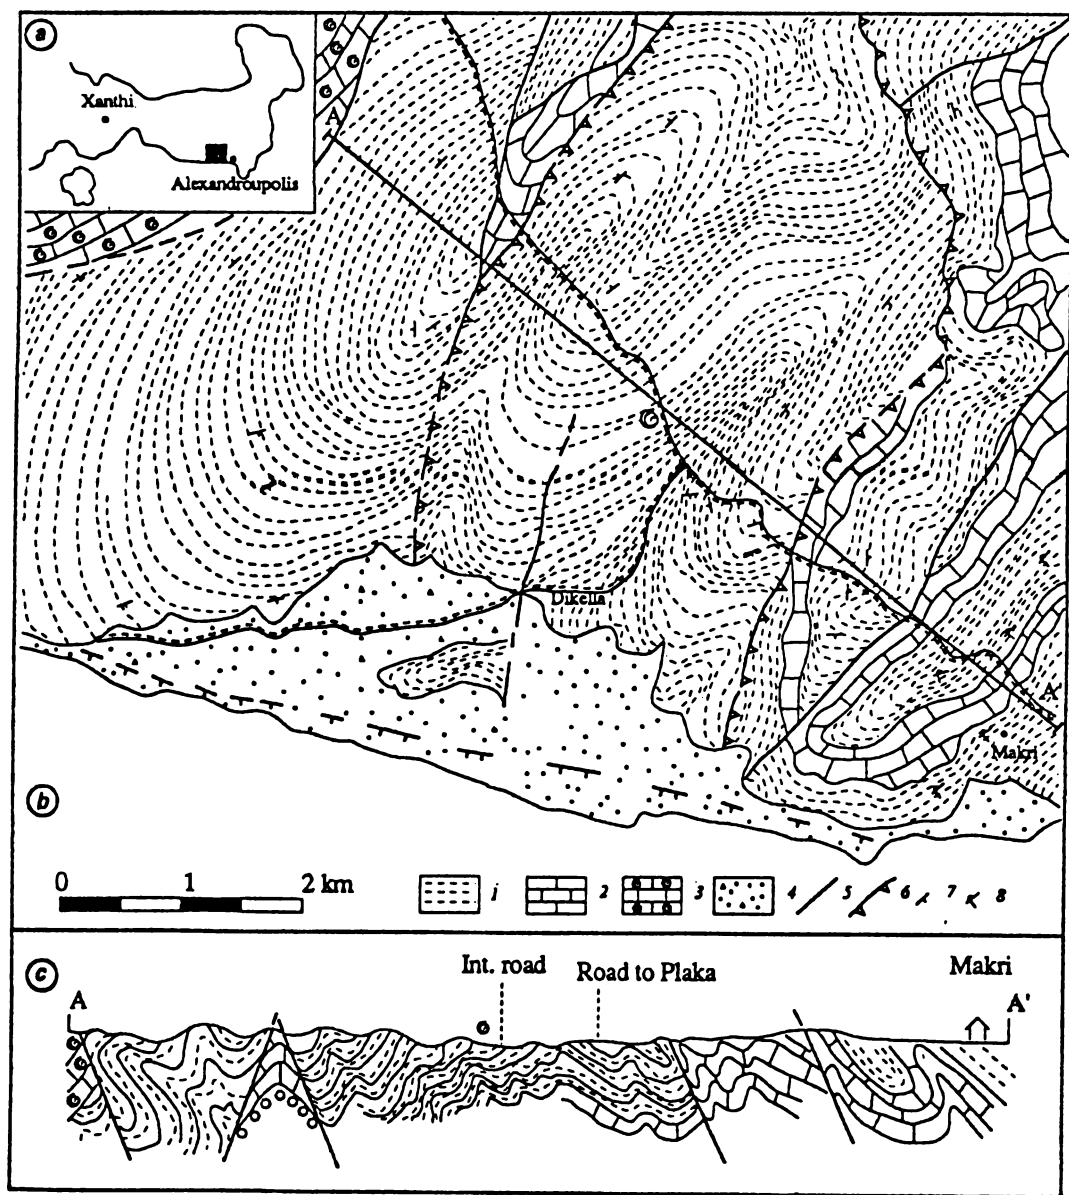 a
Xanthi
Alexandroupolis
A
Dikella
A'
Makri
b
0 1 2 km
1 2 3 4 5 6 7 8
c
Int. road
Road to Plaka
Makri
A
A'